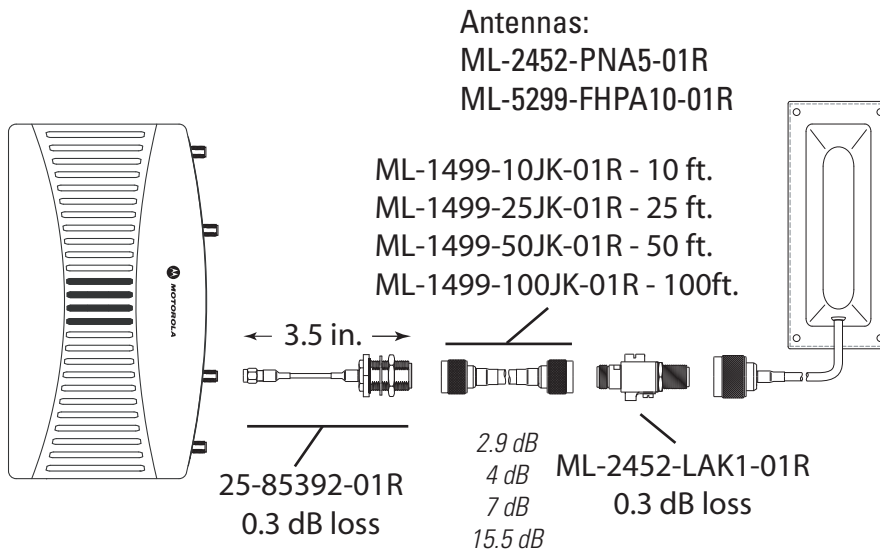 Antennas:
ML-2452-PNA5-01R
ML-5299-FHPA10-01R
ML-1499-10JK-01R - 10 ft.
ML-1499-25JK-01R - 25 ft.
ML-1499-50JK-01R - 50 ft.
ML-1499-100JK-01R - 100ft.
MOTOROLA
3.5 in.
25-85392-01R
0.3 dB loss
2.9 dB
4 dB
7 dB
15.5 dB
ML-2452-LAK1-01R
0.3 dB loss